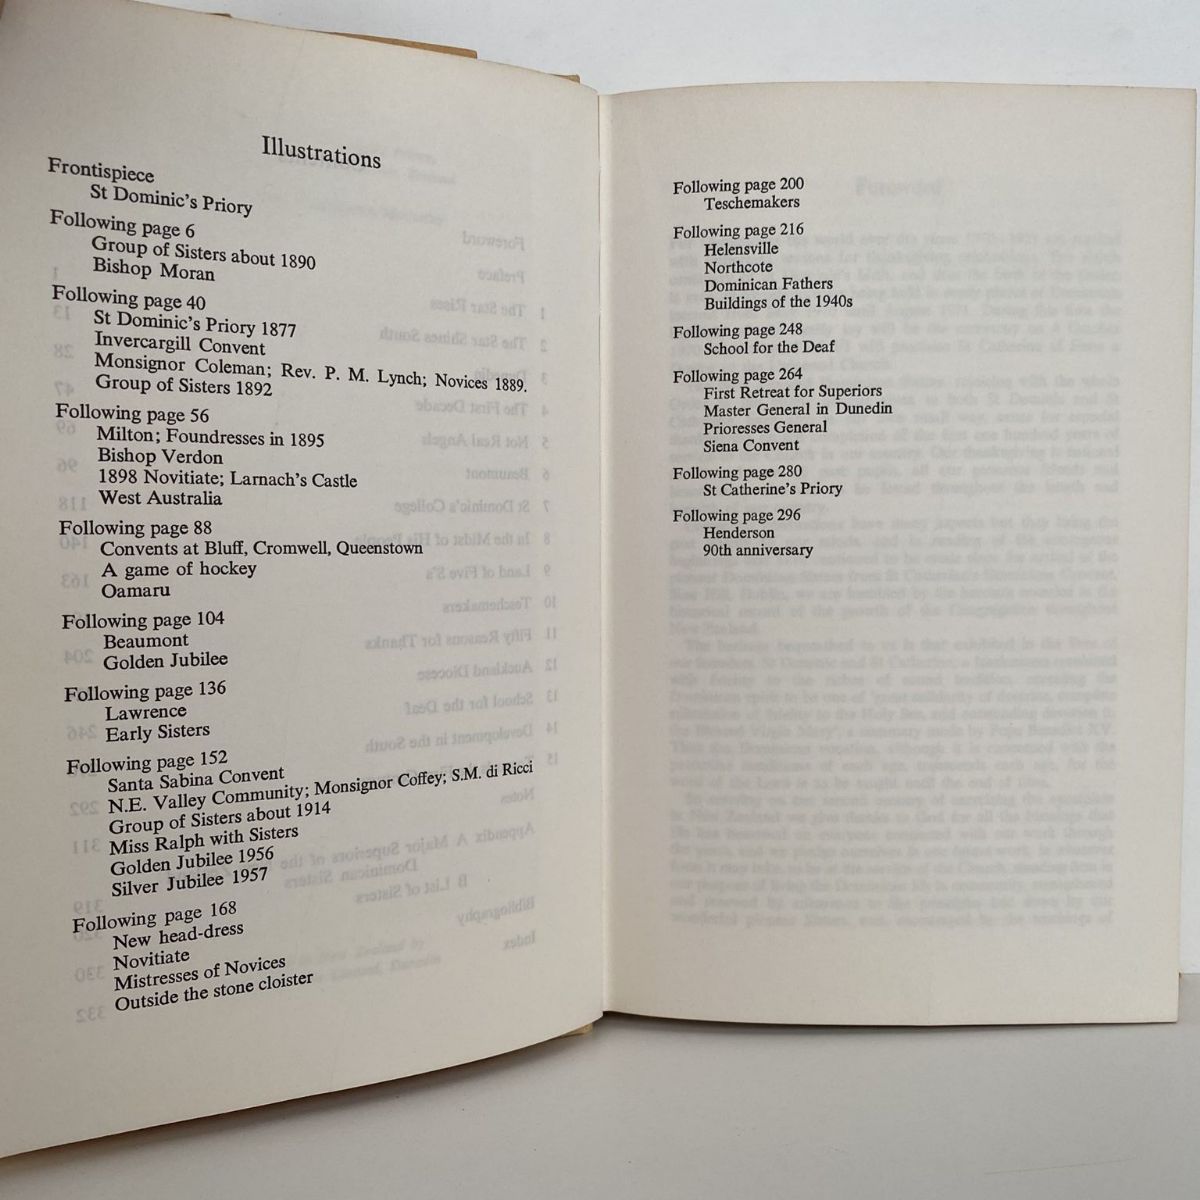 Illustrations
Frontispiece
St Dominic's Priory
Following page 6
Group of Sisters about 1890
Bishop Moran
Following page 40
St Dominic's Priory 1877
Invercargill Convent
Monsignor Coleman; Rev. P. M. Lynch; Novices 1889.
Group of Sisters 1892
Following page 56
Milton; Foundresses in 1895
Bishop Verdon
1898 Novitiate; Larnach's Castle
West Australia
Following page 88
Convents at Bluff, Cromwell, Queenstown
A game of hockey
Oamaru
Following page 104
Beaumont
Golden Jubilee
Following page 136
Lawrence
Early Sisters
Following page 152
Santa Sabina Convent
N.E. Valley Community; Monsignor Coffey; S.M. di Ricci
Group of Sisters about 1914
Miss Ralph with Sisters
Golden Jubilee 1956
Silver Jubilee 1957
Following page 168
New head-dress
Novitiate
Mistresses of Novices
Outside the stone cloister
Following page 200
Teschemakers
Following page 216
Helensville
Northcote
Dominican Fathers
Buildings of the 1940s
Following page 248
School for the Deaf
Following page 264
First Retreat for Superiors
Master General in Dunedin
Prioresses General
Siena Convent
Following page 280
St Catherine's Priory
Following page 296
Henderson
90th anniversary